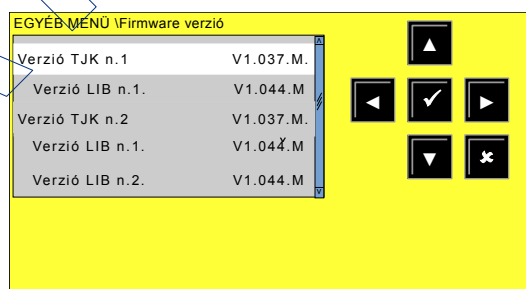 EGYÉB MENÜ \Firmware verzió
Verzió TJK n.1 V1.037.M.
Verzió LIB n.1. V1.044.M
Verzió TJK n.2 V1.037.M.
Verzió LIB n.1. V1.044.M
Verzió LIB n.2. V1.044.M